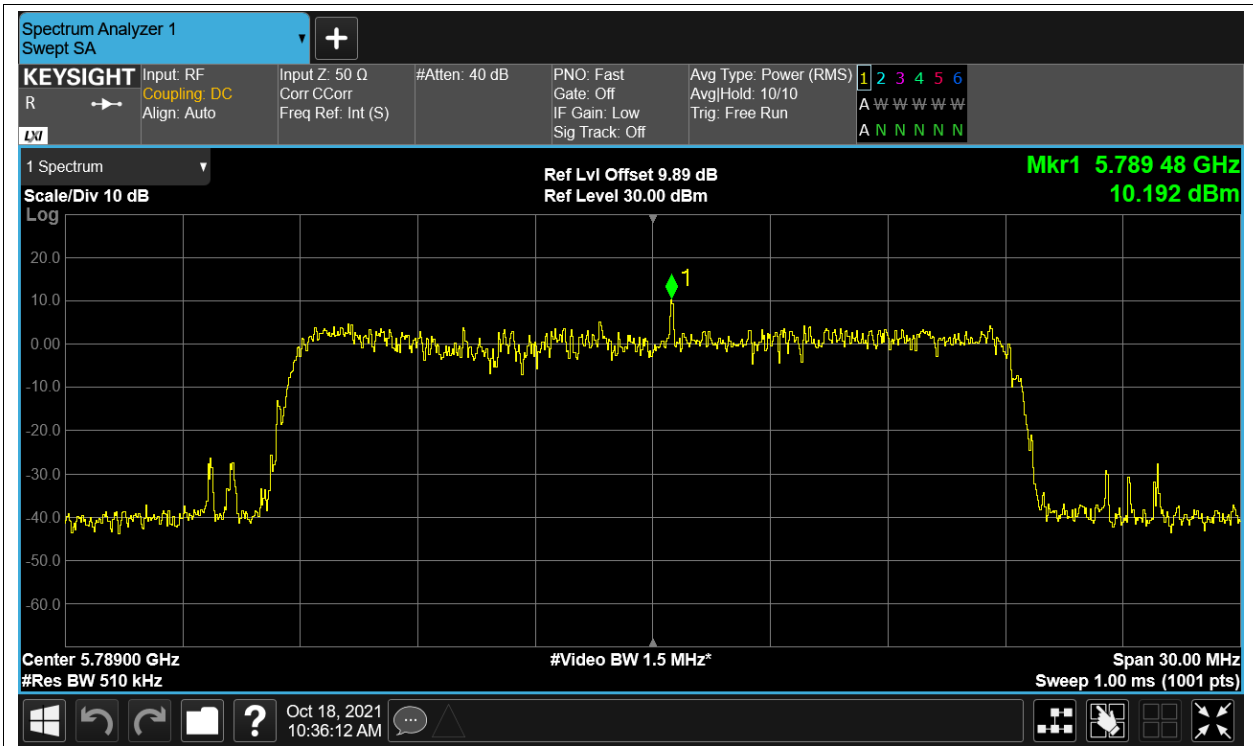 Spectrum Analyzer 1
Swept SA
KEYSIGHT
R
LXI
Input: RF
Coupling: DC
Align: Auto
Input Z: 50 Ω
Corr CCorr
Freq Ref: Int (S)
#Atten: 40 dB
PNO: Fast
Gate: Off
IF Gain: Low
Sig Track: Off
Avg Type: Power (RMS)
Avg|Hold: 10/10
Trig: Free Run
1 2 3 4 5 6
A W W W W W
A N N N N N
1 Spectrum
Scale/Div 10 dB
Log
Ref Lvl Offset 9.89 dB
Ref Level 30.00 dBm
Mkr1 5.789 48 GHz
10.192 dBm
1
20.0
10.0
0.00
-10.0
-20.0
-30.0
-40.0
-50.0
-60.0
Center 5.78900 GHz
#Res BW 510 kHz
#Video BW 1.5 MHz*
Span 30.00 MHz
Sweep 1.00 ms (1001 pts)
?
Oct 18, 2021
10:36:12 AM